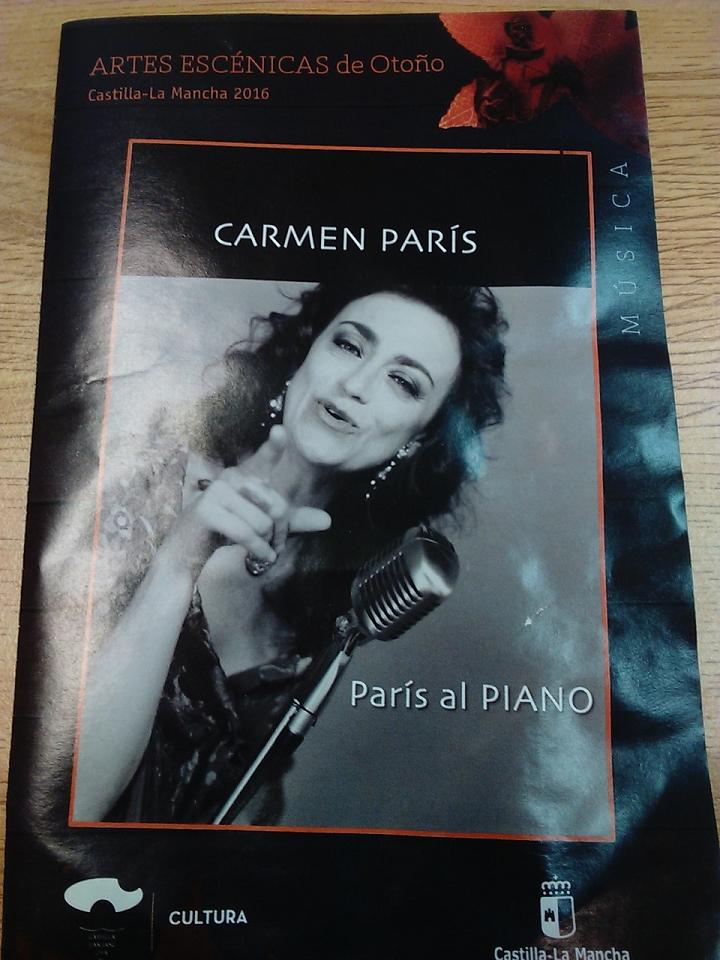 ARTES ESCÉNICAS de Otoño
Castilla-La Mancha 2016
MÚSICA
CARMEN PARÍS
París al PIANO
CULTURA
Castilla-La Mancha